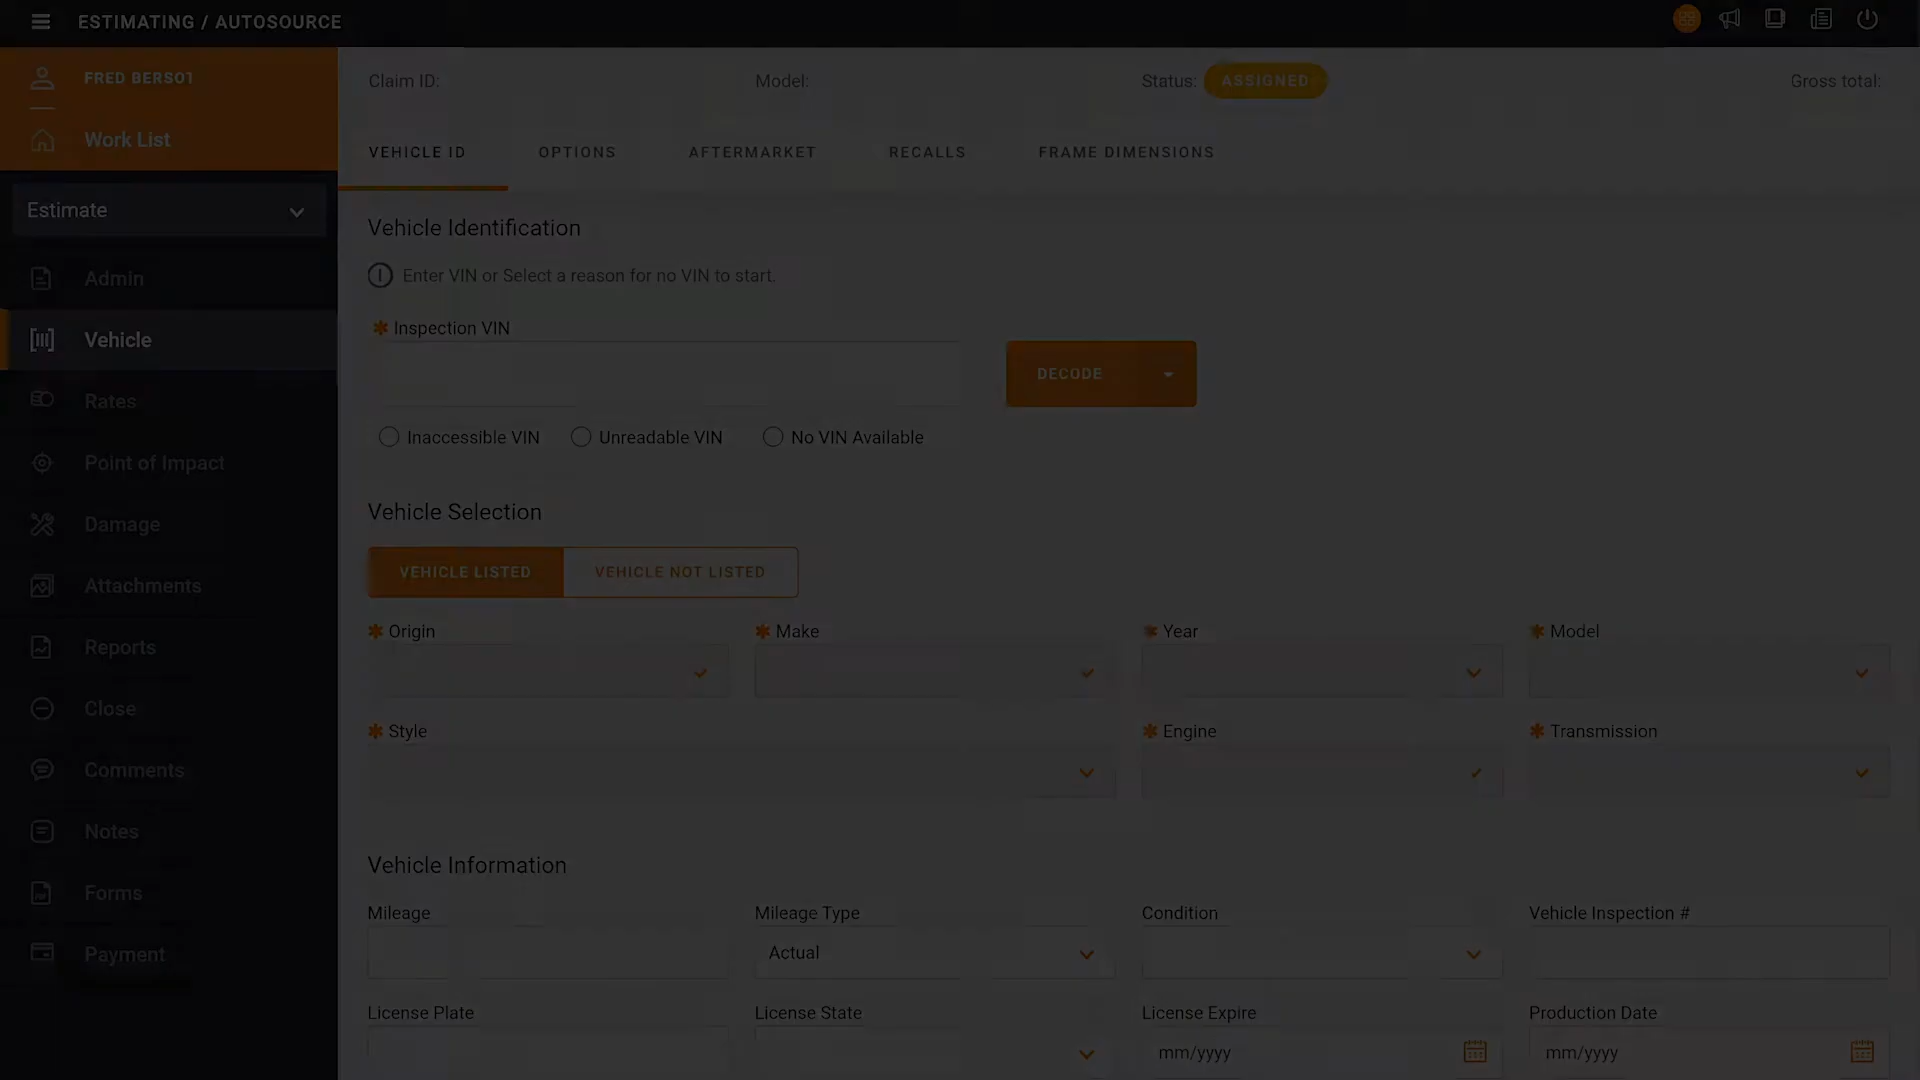 ESTIMATING / AUTOSOURCE
FRED BERSO1
Work List
Estimate
Admin
Vehicle
Rates
Point of Impact
Damage
Attachments
Reports
Close
Comments
Notes
Forms
Payment
Claim ID:
Model:
Status: ASSIGNED
Gross total:
VEHICLE ID
OPTIONS
AFTERMARKET
RECALLS
FRAME DIMENSIONS
Vehicle Identification
Enter VIN or Select a reason for no VIN to start.
✱ Inspection VIN
DECODE
Inaccessible VIN
Unreadable VIN
No VIN Available
Vehicle Selection
VEHICLE LISTED
VEHICLE NOT LISTED
✱ Origin
✱ Make
✱ Year
✱ Model
✱ Style
✱ Engine
✱ Transmission
Vehicle Information
Mileage
Mileage Type
Condition
Vehicle Inspection #
Actual
License Plate
License State
License Expire
Production Date
mm/yyyy
mm/yyyy